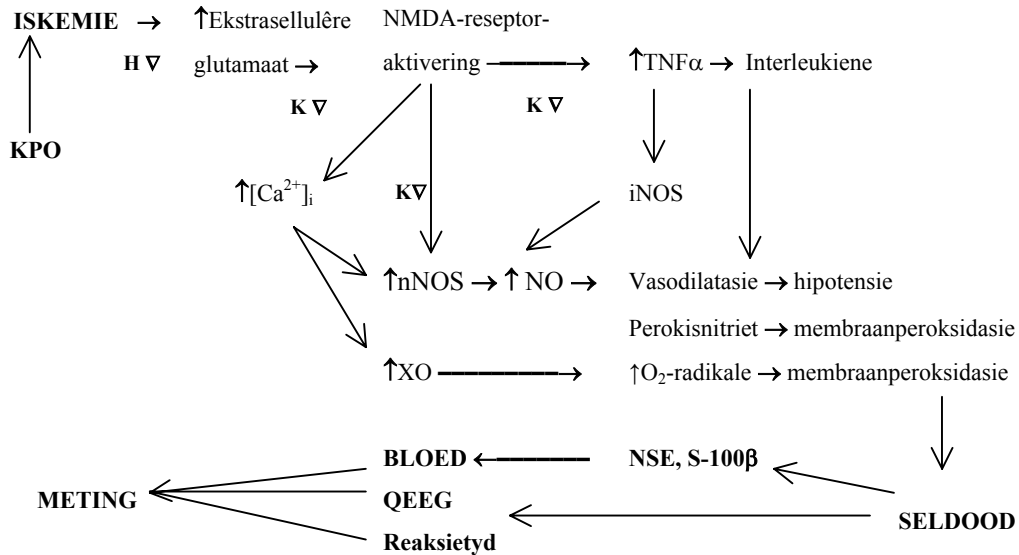 ISKEMIE → ↑Ekstrasellulêre NMDA-reseptor-
H ∇ glutamaat → aktivering → ↑TNFα → Interleukiene
K ∇ K ∇
KPO
↑[Ca²⁺]ᵢ K∇ iNOS
↑nNOS → ↑ NO → Vasodilatasie → hipotensie
Perokisnitriet → membraanperoksidasie
↑XO → ↑O₂-radikale → membraanperoksidasie
BLOED ← NSE, S-100β
METING QEEG
SELDOOD
Reaksietyd